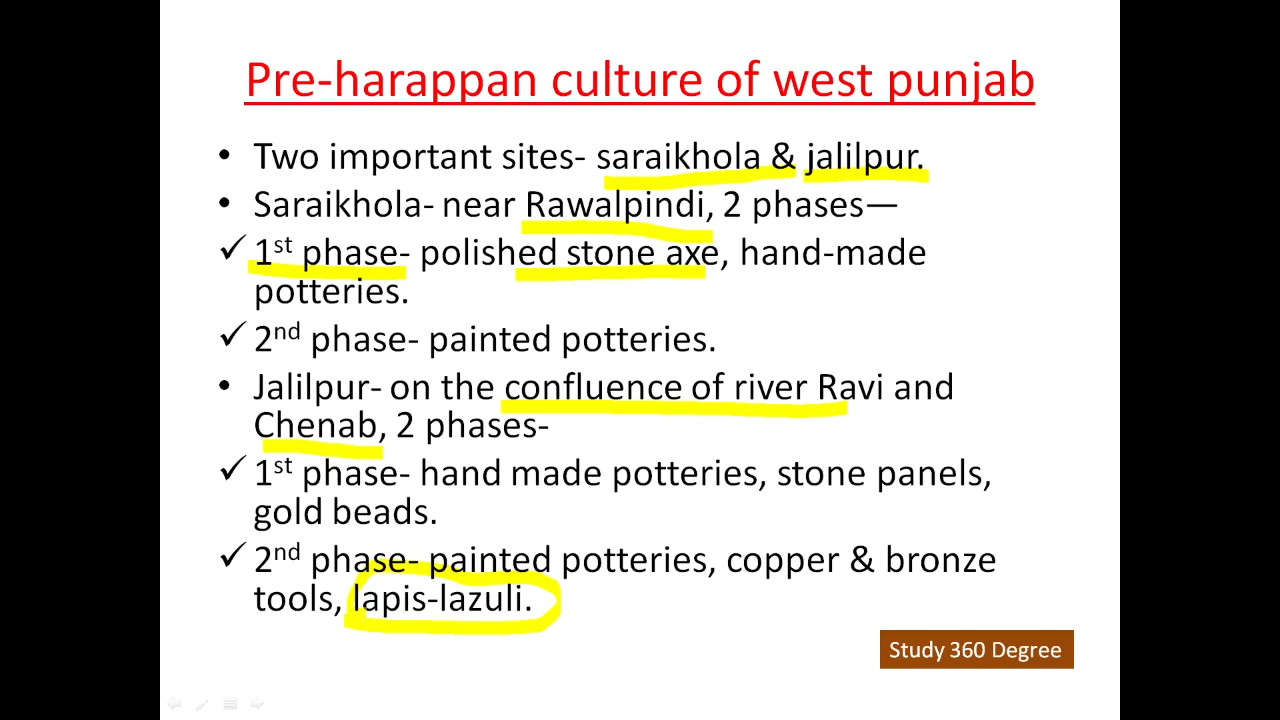 Pre-harappan culture of west punjab
• Two important sites- saraikhola & jalilpur.
• Saraikhola- near Rawalpindi, 2 phases—
✓ 1st phase- polished stone axe, hand-made
potteries.
✓ 2nd phase- painted potteries.
• Jalilpur- on the confluence of river Ravi and
Chenab, 2 phases-
✓ 1st phase- hand made potteries, stone panels,
gold beads.
✓ 2nd phase- painted potteries, copper & bronze
tools, lapis-lazuli.
Study 360 Degree